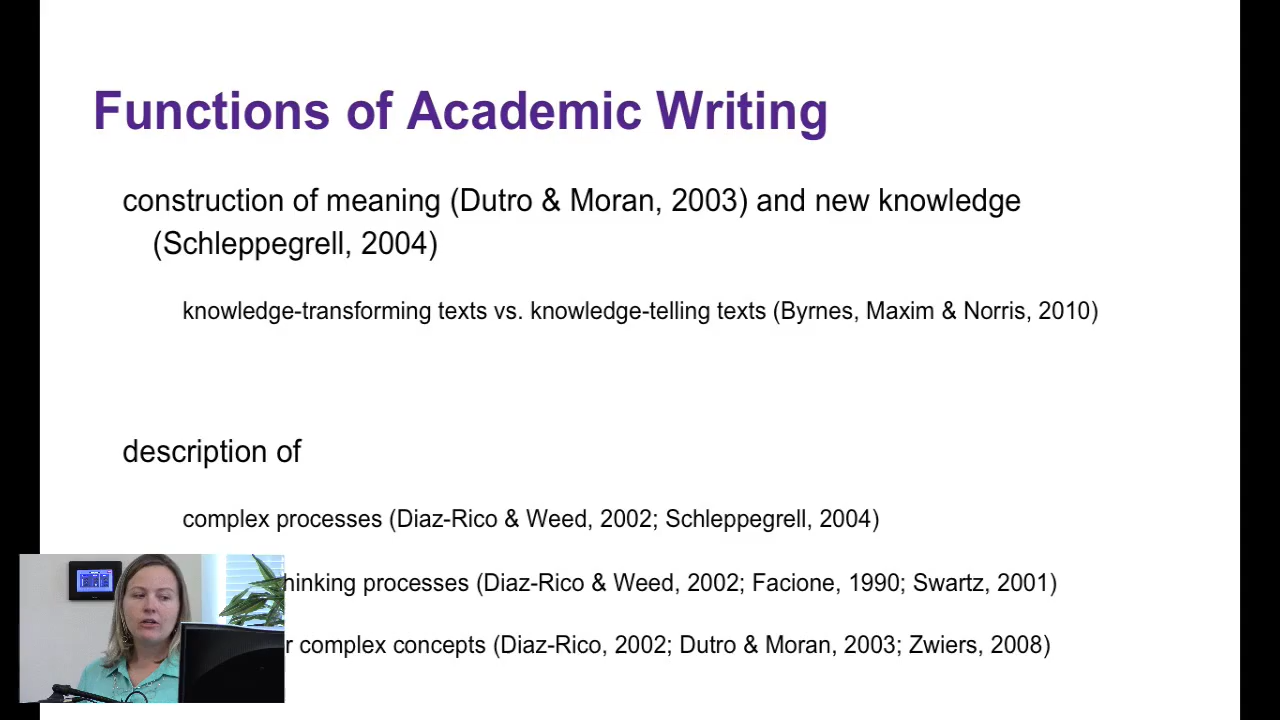 Functions of Academic Writing
construction of meaning (Dutro & Moran, 2003) and new knowledge
(Schleppegrell, 2004)
knowledge-transforming texts vs. knowledge-telling texts (Byrnes, Maxim & Norris, 2010)
description of
complex processes (Diaz-Rico & Weed, 2002; Schleppegrell, 2004)
processes (Diaz-Rico & Weed, 2002; Facione, 1990; Swartz, 2001)
complex concepts (Diaz-Rico, 2002; Dutro & Moran, 2003; Zwiers, 2008)